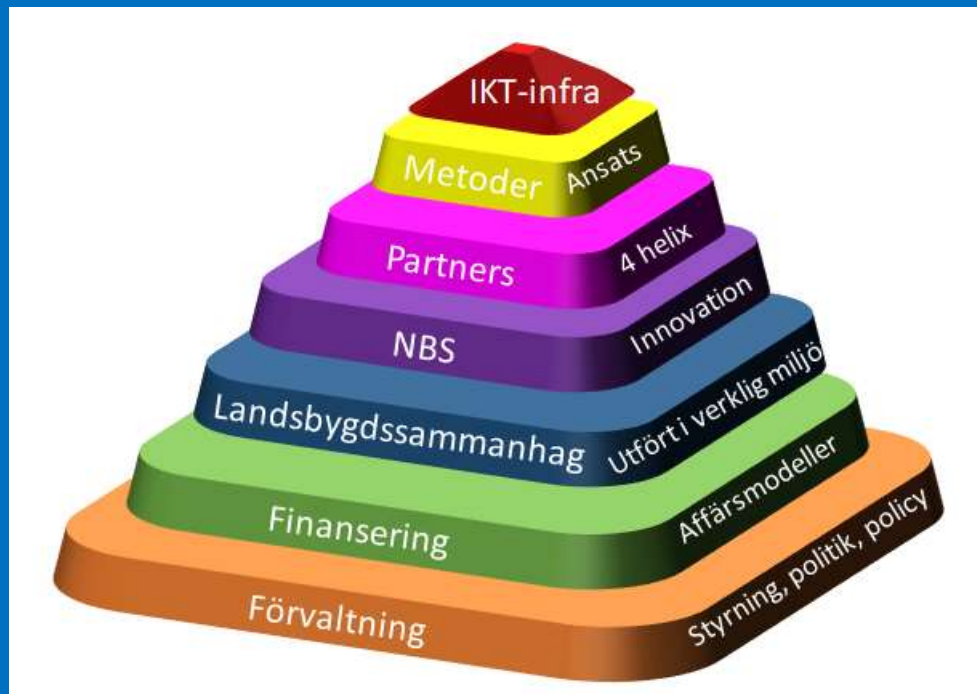 IKT-infra
Metoder
Ansats
Partners
4 helix
NBS
Innovation
Landsbygdssammanhag
Utfört i verklig miljö
Finansering
Affärsmodeller
Förvaltning
Styrning, politik, policy